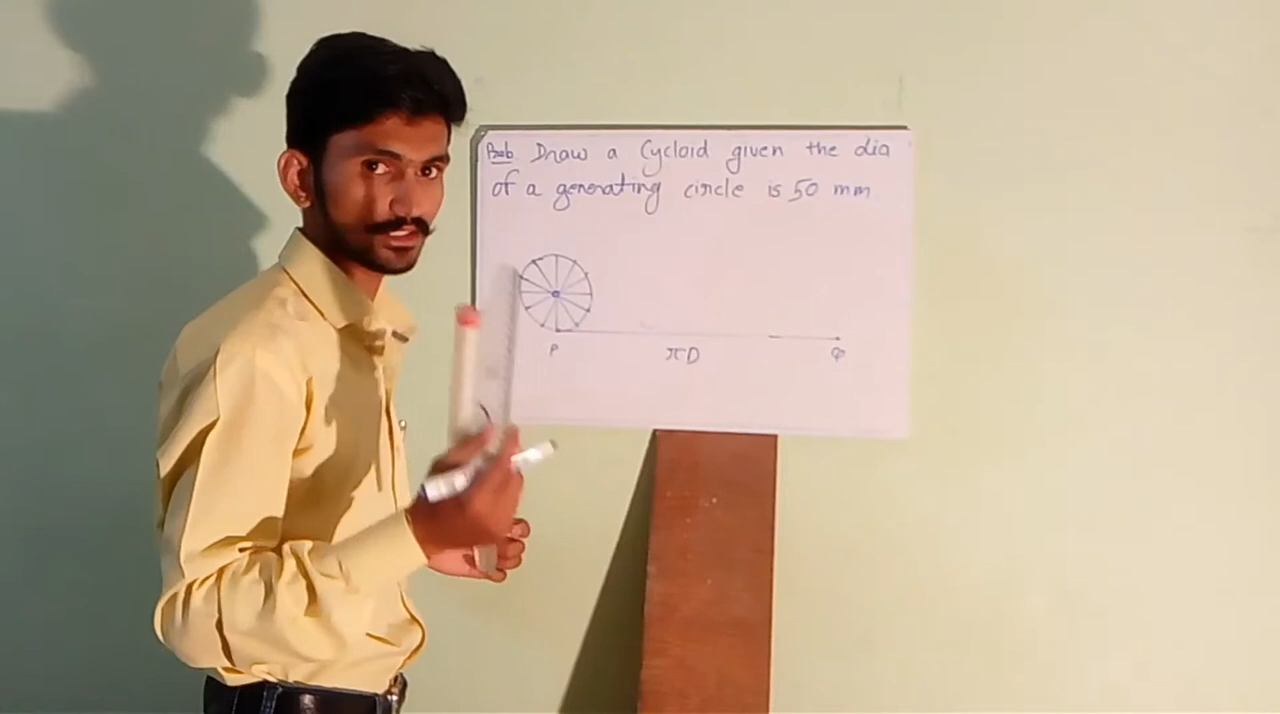 Prob Draw a Cycloid given the dia
of a generating circle is 50 mm
P πD Q